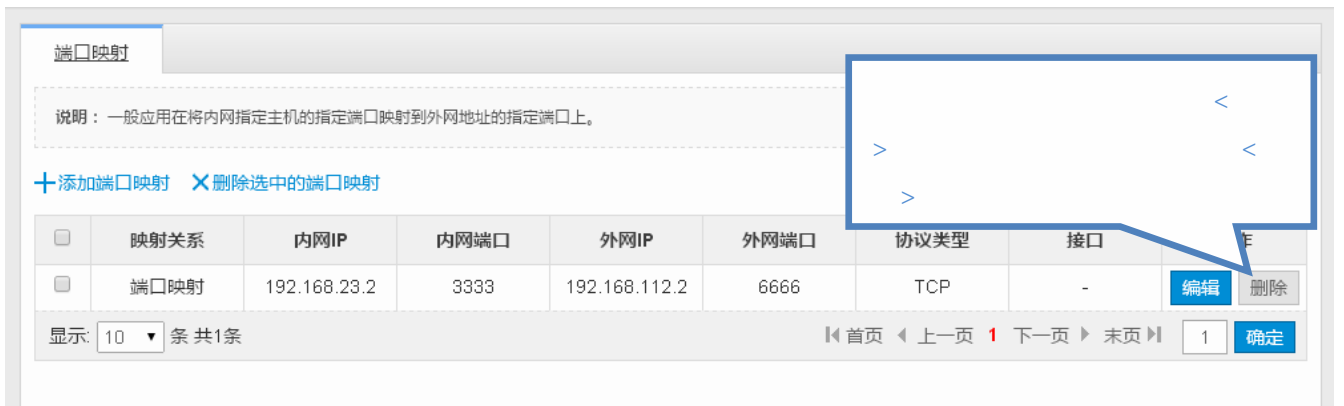 端口映射
<
说明： 一般应用在将内网指定主机的指定端口映射到外网地址的指定端口上。
> <
>
添加端口映射 删除选中的端口映射
映射关系 内网IP 内网端口 外网IP 外网端口 协议类型 接口 作
端口映射 192.168.23.2 3333 192.168.112.2 6666 TCP - 编辑 删除
显示: 10 条 共1条 首页 上一页 1 下一页 末页 1 确定